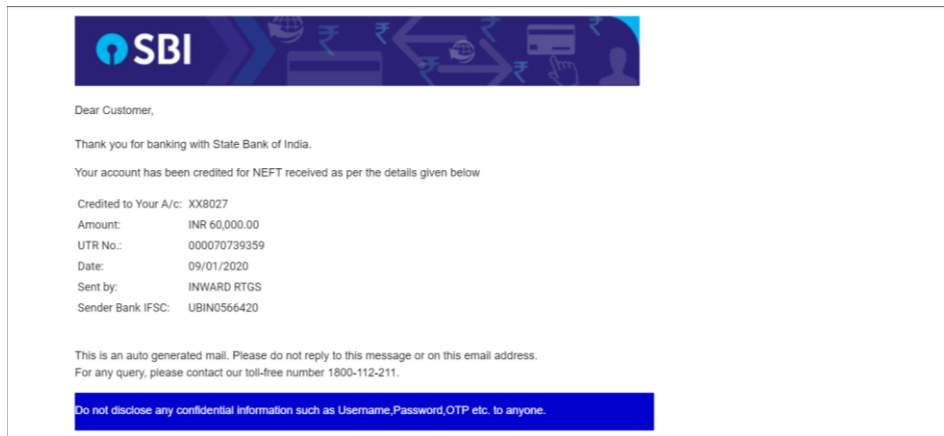 SBI
Dear Customer,
Thank you for banking with State Bank of India.
Your account has been credited for NEFT received as per the details given below
Credited to Your A/c: XX8027
Amount: INR 60,000.00
UTR No.: 000070739359
Date: 09/01/2020
Sent by: INWARD RTGS
Sender Bank IFSC: UBIN0566420
This is an auto generated mail. Please do not reply to this message or on this email address.
For any query, please contact our toll-free number 1800-112-211.
Do not disclose any confidential information such as Username,Password,OTP etc. to anyone.